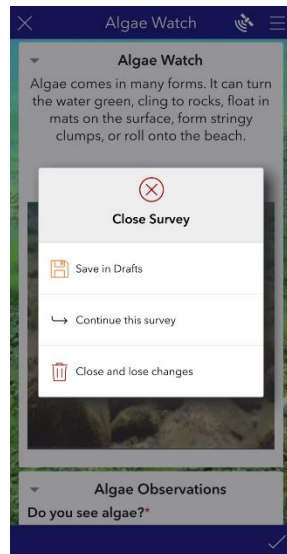 Algae Watch
Algae Watch
Algae comes in many forms. It can turn
the water green, cling to rocks, float in
mats on the surface, form stringy
clumps, or roll onto the beach.
Close Survey
Save in Drafts
Continue this survey
Close and lose changes
Algae Observations
Do you see algae?*